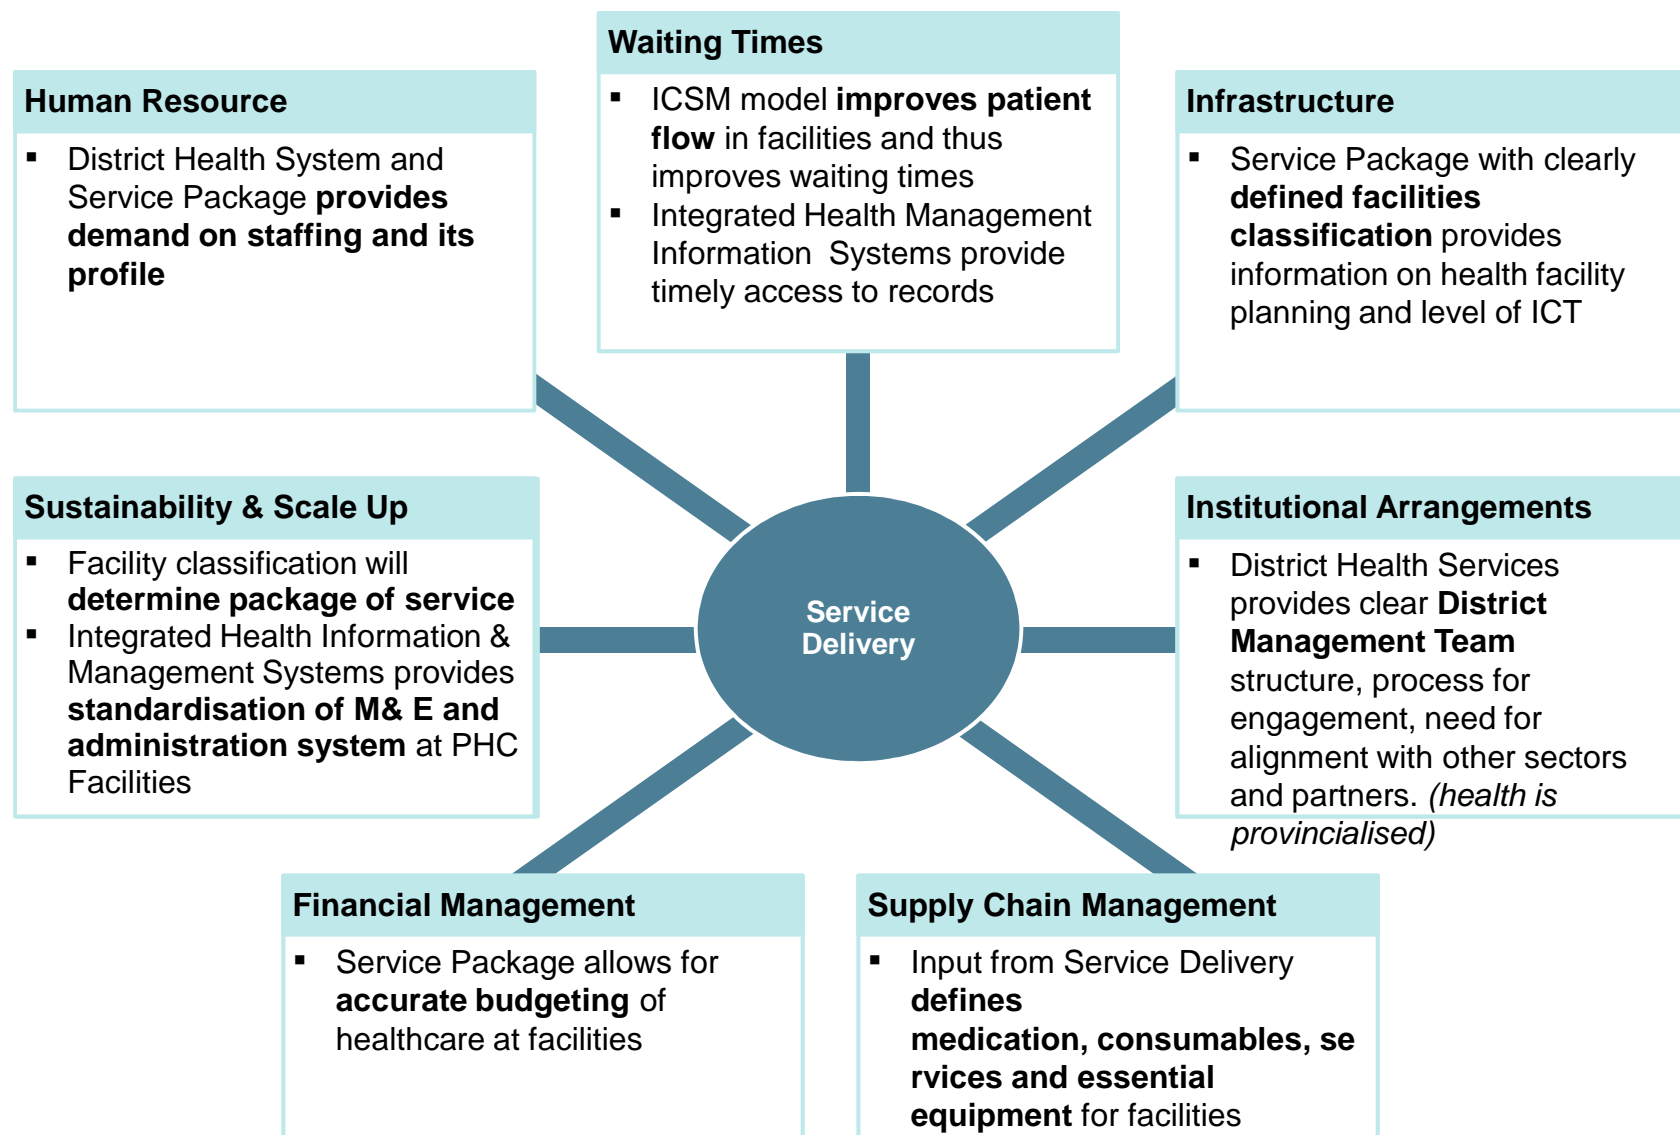 Waiting Times
▪ ICSM model improves patient
flow in facilities and thus
improves waiting times
▪ Integrated Health Management
Information  Systems provide
timely access to records
Human Resource
▪ District Health System and
Service Package provides
demand on staffing and its
profile
Infrastructure
▪ Service Package with clearly
defined facilities
classification provides
information on health facility
planning and level of ICT
Sustainability & Scale Up
▪ Facility classification will
determine package of service
▪ Integrated Health Information &
Management Systems provides
standardisation of M& E and
administration system at PHC
Facilities
Service
Delivery
Institutional Arrangements
▪ District Health Services
provides clear District
Management Team
structure, process for
engagement, need for
alignment with other sectors
and partners. (health is
provincialised)
Financial Management
▪ Service Package allows for
accurate budgeting of
healthcare at facilities
Supply Chain Management
▪ Input from Service Delivery
defines
medication, consumables, se
rvices and essential
equipment for facilities